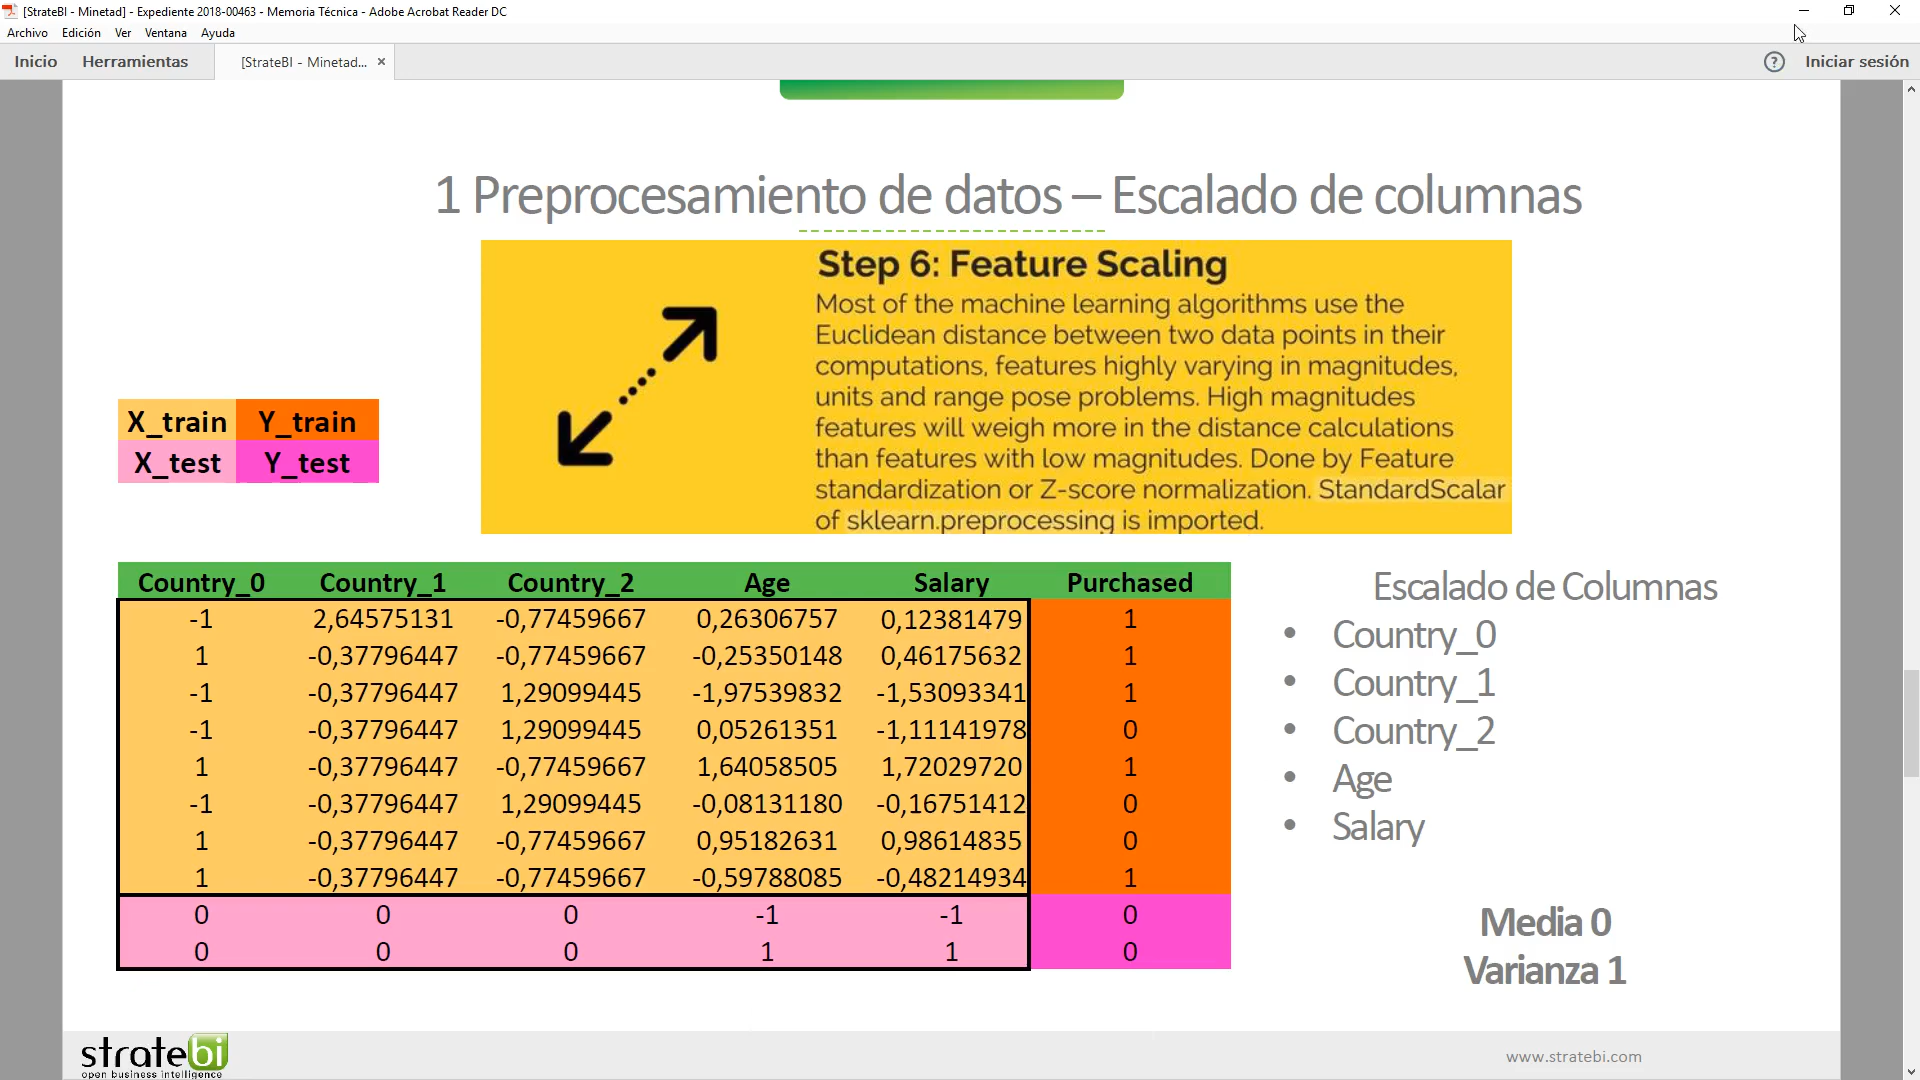 [StrateBI - Minetad] - Expediente 2018-00463 - Memoria Técnica - Adobe Acrobat Reader DC
Archivo Edición Ver Ventana Ayuda
Inicio Herramientas [StrateBI - Minetad... × ? Iniciar sesión
1 Preprocesamiento de datos – Escalado de columnas
Step 6: Feature Scaling
Most of the machine learning algorithms use the
Euclidean distance between two data points in their
computations, features highly varying in magnitudes,
units and range pose problems. High magnitudes
features will weigh more in the distance calculations
than features with low magnitudes. Done by Feature
standardization or Z-score normalization. StandardScalar
of sklearn.preprocessing is imported.
X_train Y_train
X_test Y_test
Country_0 Country_1 Country_2 Age Salary Purchased
-1 2,64575131 -0,77459667 0,26306757 0,12381479 1
1 -0,37796447 -0,77459667 -0,25350148 0,46175632 1
-1 -0,37796447 1,29099445 -1,97539832 -1,53093341 1
-1 -0,37796447 1,29099445 0,05261351 -1,11141978 0
1 -0,37796447 -0,77459667 1,64058505 1,72029720 1
-1 -0,37796447 1,29099445 -0,08131180 -0,16751412 0
1 -0,37796447 -0,77459667 0,95182631 0,98614835 0
1 -0,37796447 -0,77459667 -0,59788085 -0,48214934 1
0 0 0 -1 -1 0
0 0 0 1 1 0
Escalado de Columnas
• Country_0
• Country_1
• Country_2
• Age
• Salary
Media 0
Varianza 1
stratebi
open business intelligence
www.stratebi.com